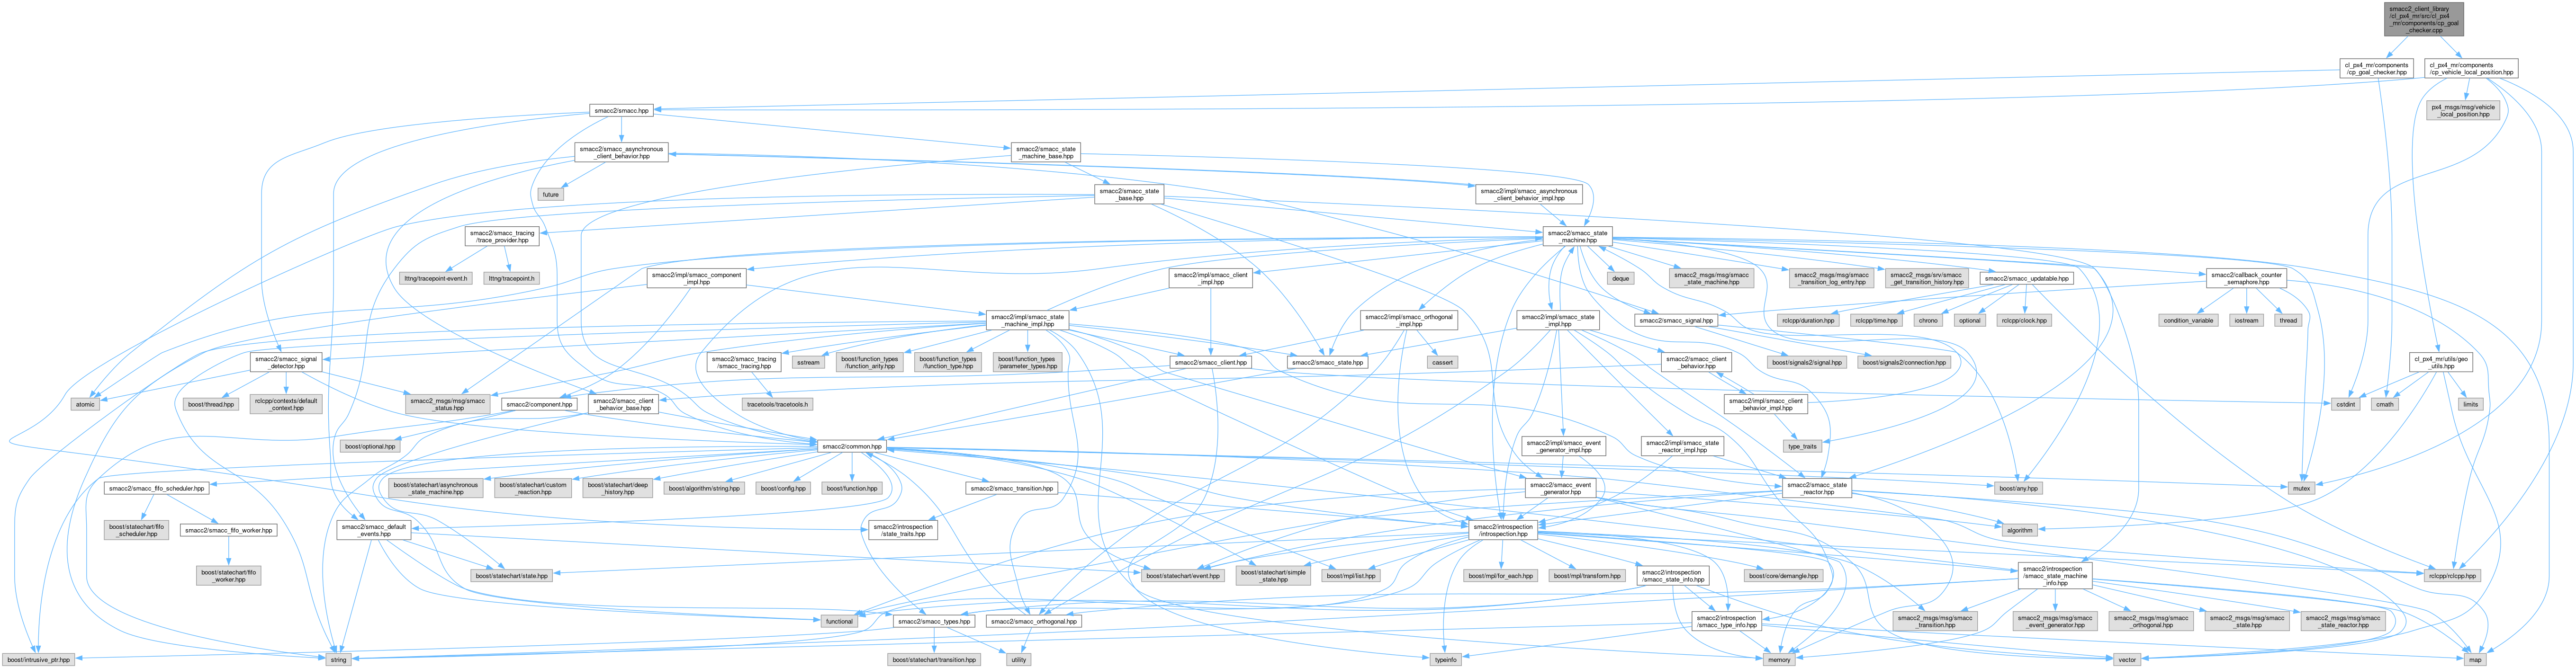 smacc2_client_library
/cl_px4_mr/src/cl_px4
_mr/components/cp_goal
_checker.cpp
cl_px4_mr/components
/cp_goal_checker.hpp
cl_px4_mr/components
/cp_vehicle_local_position.hpp
smacc2/smacc.hpp
px4_msgs/msg/vehicle
_local_position.hpp
smacc2/smacc_asynchronous
_client_behavior.hpp
smacc2/smacc_state
_machine_base.hpp
future
smacc2/smacc_state
_base.hpp
smacc2/impl/smacc_asynchronous
_client_behavior_impl.hpp
smacc2/smacc_tracing
/trace_provider.hpp
smacc2/smacc_state
_machine.hpp
lttng/tracepoint-event.h
lttng/tracepoint.h
smacc2/impl/smacc_component
_impl.hpp
smacc2/impl/smacc_client
_impl.hpp
deque
smacc2_msgs/msg/smacc
_state_machine.hpp
smacc2_msgs/msg/smacc
_transition_log_entry.hpp
smacc2_msgs/srv/smacc
_get_transition_history.hpp
smacc2/smacc_updatable.hpp
smacc2/callback_counter
_semaphore.hpp
smacc2/impl/smacc_state
_machine_impl.hpp
smacc2/impl/smacc_orthogonal
_impl.hpp
smacc2/impl/smacc_state
_impl.hpp
smacc2/smacc_signal.hpp
rclcpp/duration.hpp
rclcpp/time.hpp
chrono
optional
rclcpp/clock.hpp
condition_variable
iostream
thread
smacc2/smacc_signal
_detector.hpp
smacc2/smacc_tracing
/smacc_tracing.hpp
sstream
boost/function_types
/function_arity.hpp
boost/function_types
/function_type.hpp
boost/function_types
/parameter_types.hpp
smacc2/smacc_client.hpp
smacc2/smacc_state.hpp
cassert
smacc2/smacc_client
_behavior.hpp
boost/signals2/signal.hpp
boost/signals2/connection.hpp
cl_px4_mr/utils/geo
_utils.hpp
atomic
boost/thread.hpp
rclcpp/contexts/default
_context.hpp
smacc2_msgs/msg/smacc
_status.hpp
smacc2/component.hpp
smacc2/smacc_client
_behavior_base.hpp
tracetools/tracetools.h
smacc2/impl/smacc_client
_behavior_impl.hpp
cstdint
cmath
limits
boost/optional.hpp
smacc2/common.hpp
smacc2/impl/smacc_event
_generator_impl.hpp
smacc2/impl/smacc_state
_reactor_impl.hpp
type_traits
smacc2/smacc_fifo_scheduler.hpp
boost/statechart/asynchronous
_state_machine.hpp
boost/statechart/custom
_reaction.hpp
boost/statechart/deep
_history.hpp
boost/algorithm/string.hpp
boost/config.hpp
boost/function.hpp
smacc2/smacc_transition.hpp
smacc2/smacc_event
_generator.hpp
smacc2/smacc_state
_reactor.hpp
boost/any.hpp
mutex
boost/statechart/fifo
_scheduler.hpp
smacc2/smacc_fifo_worker.hpp
smacc2/smacc_default
_events.hpp
smacc2/introspection
/state_traits.hpp
smacc2/introspection
/introspection.hpp
algorithm
boost/statechart/fifo
_worker.hpp
boost/statechart/state.hpp
boost/statechart/event.hpp
boost/statechart/simple
_state.hpp
boost/mpl/list.hpp
boost/mpl/for_each.hpp
boost/mpl/transform.hpp
smacc2/introspection
/smacc_state_info.hpp
boost/core/demangle.hpp
smacc2/introspection
/smacc_state_machine
_info.hpp
rclcpp/rclcpp.hpp
functional
smacc2/smacc_types.hpp
smacc2/smacc_orthogonal.hpp
smacc2/introspection
/smacc_type_info.hpp
smacc2_msgs/msg/smacc
_transition.hpp
smacc2_msgs/msg/smacc
_event_generator.hpp
smacc2_msgs/msg/smacc
_orthogonal.hpp
smacc2_msgs/msg/smacc
_state.hpp
smacc2_msgs/msg/smacc
_state_reactor.hpp
boost/intrusive_ptr.hpp
string
boost/statechart/transition.hpp
utility
typeinfo
memory
vector
map